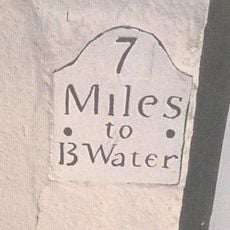 7
Miles
• to •
B Water